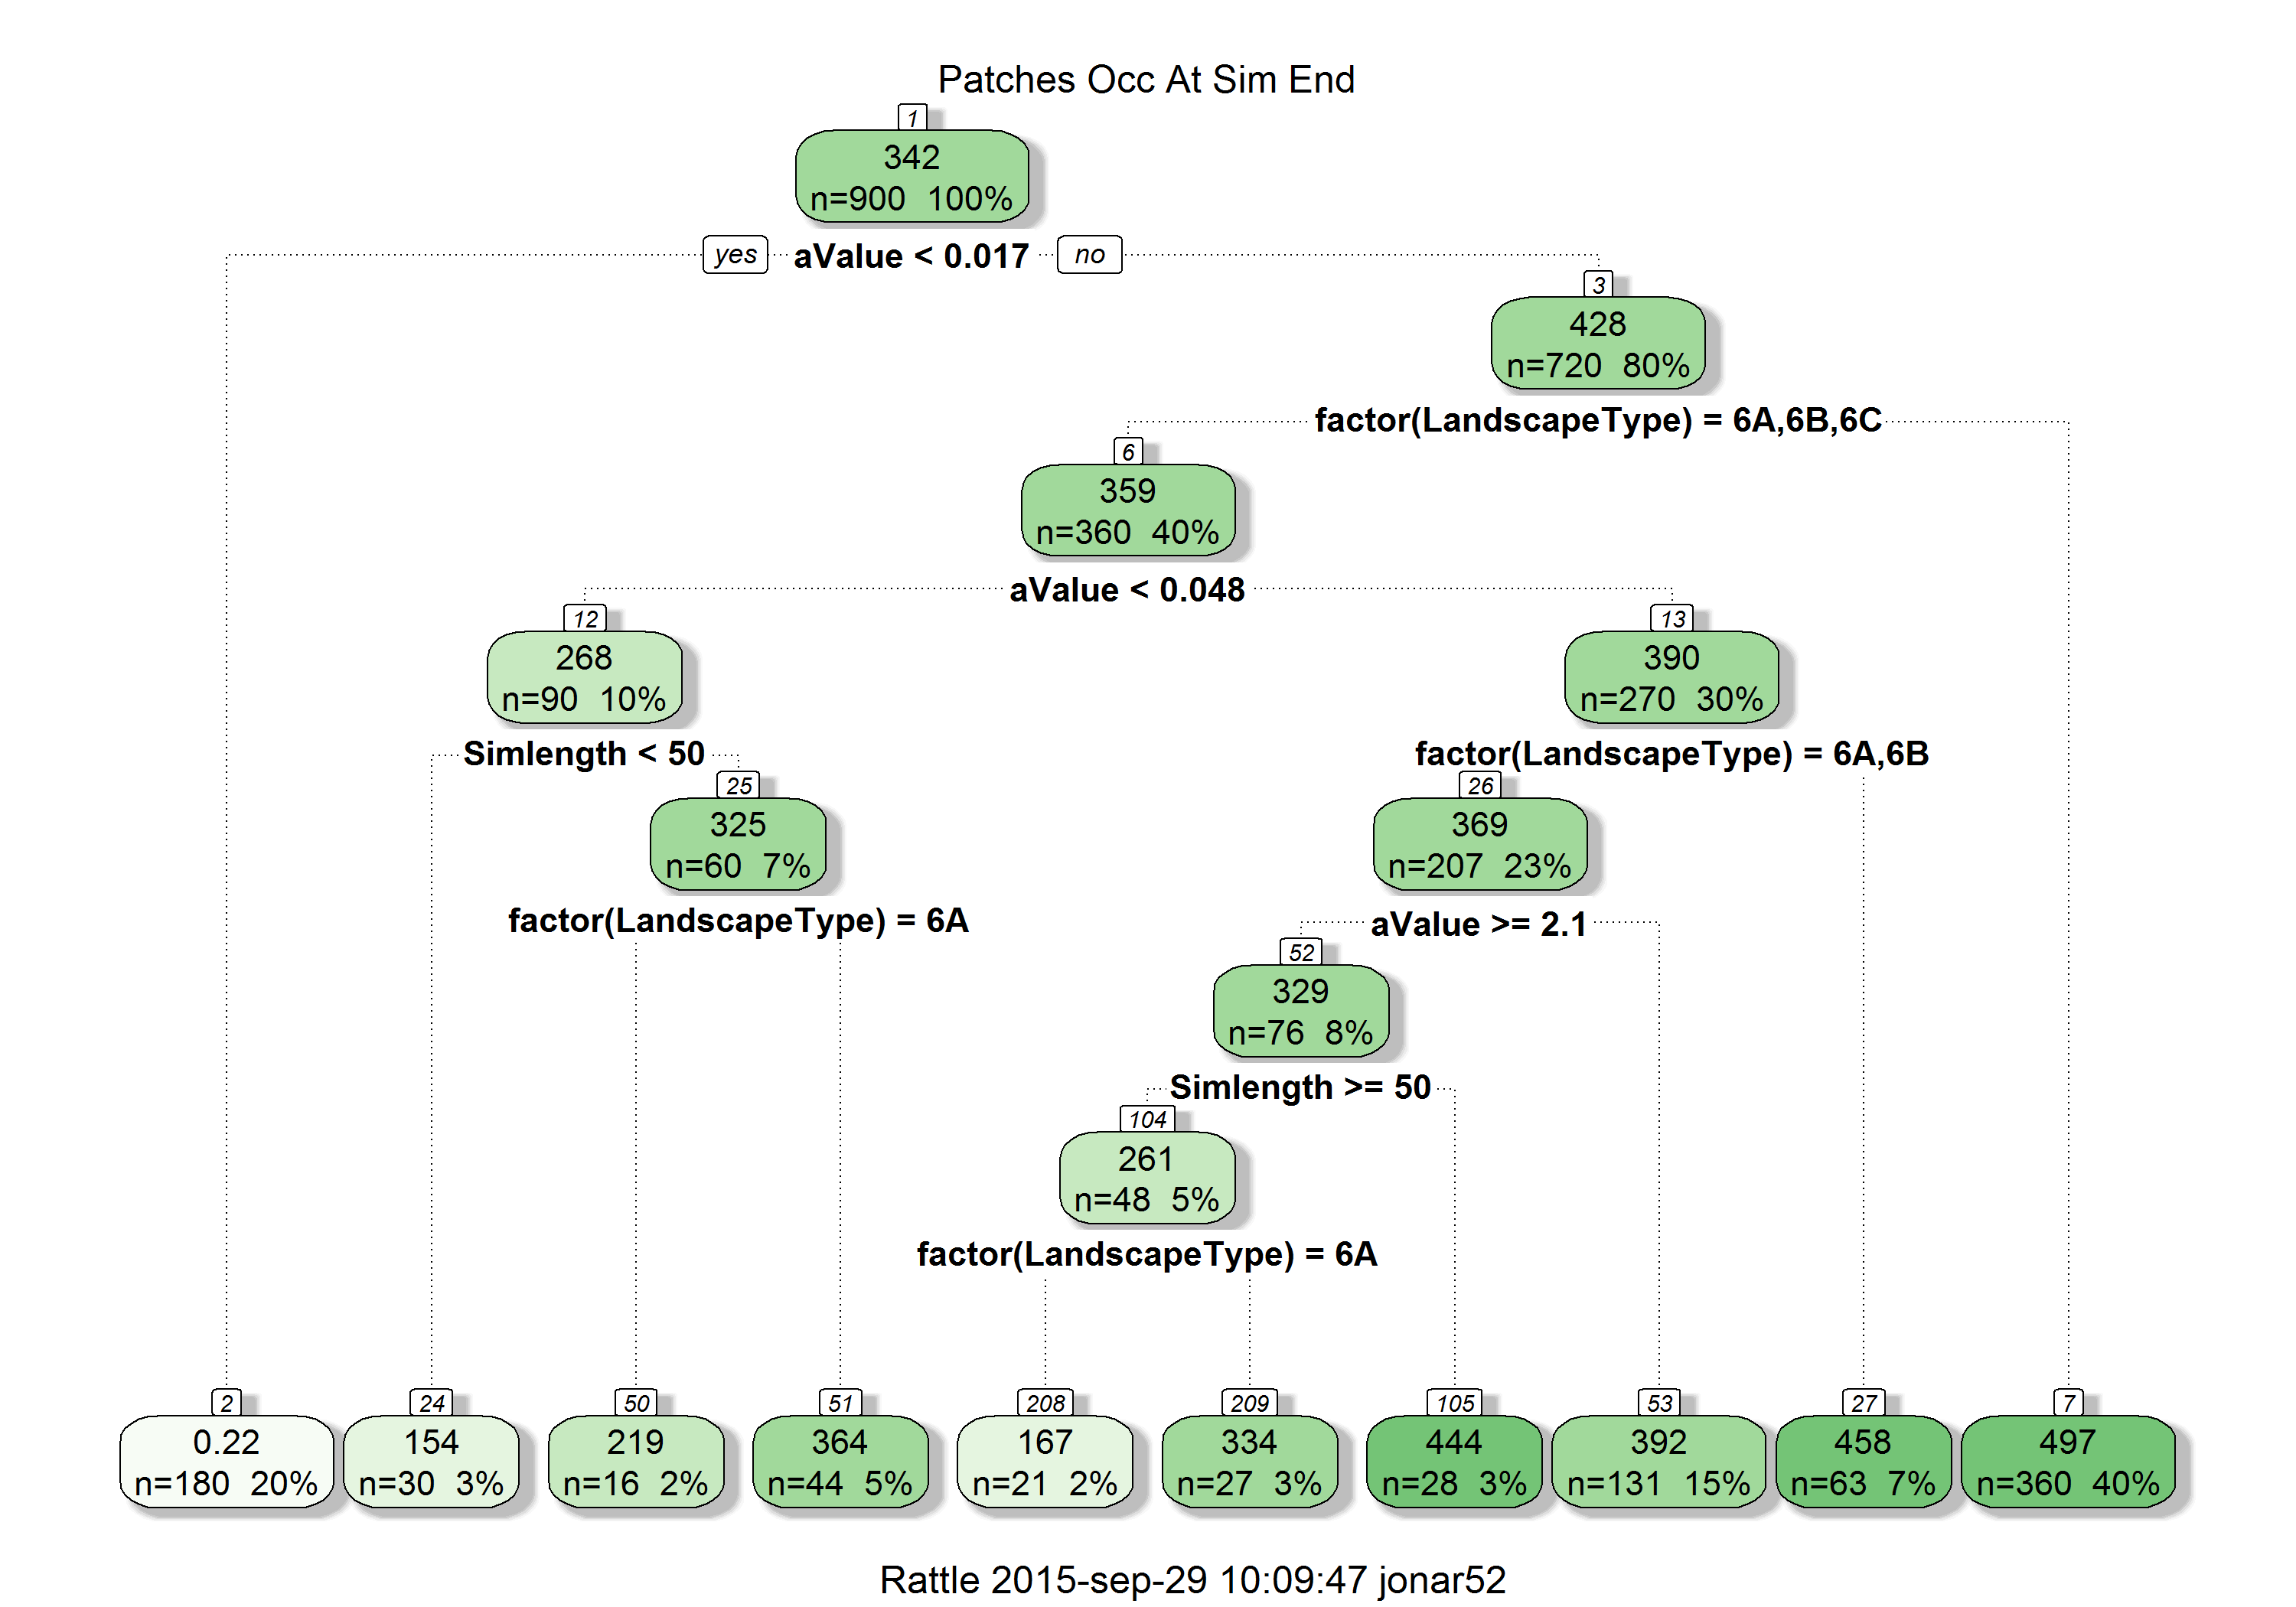 Patches Occ At Sim End
1
342
n=900 100%
yes aValue < 0.017 no
3
428
n=720 80%
factor(LandscapeType) = 6A,6B,6C
6
359
n=360 40%
aValue < 0.048
12
268
n=90 10%
13
390
n=270 30%
Simlength < 50
factor(LandscapeType) = 6A,6B
25
325
n=60 7%
26
369
n=207 23%
factor(LandscapeType) = 6A
aValue >= 2.1
52
329
n=76 8%
Simlength >= 50
104
261
n=48 5%
factor(LandscapeType) = 6A
2
0.22
n=180 20%
24
154
n=30 3%
50
219
n=16 2%
51
364
n=44 5%
208
167
n=21 2%
209
334
n=27 3%
105
444
n=28 3%
53
392
n=131 15%
27
458
n=63 7%
7
497
n=360 40%
Rattle 2015-sep-29 10:09:47 jonar52